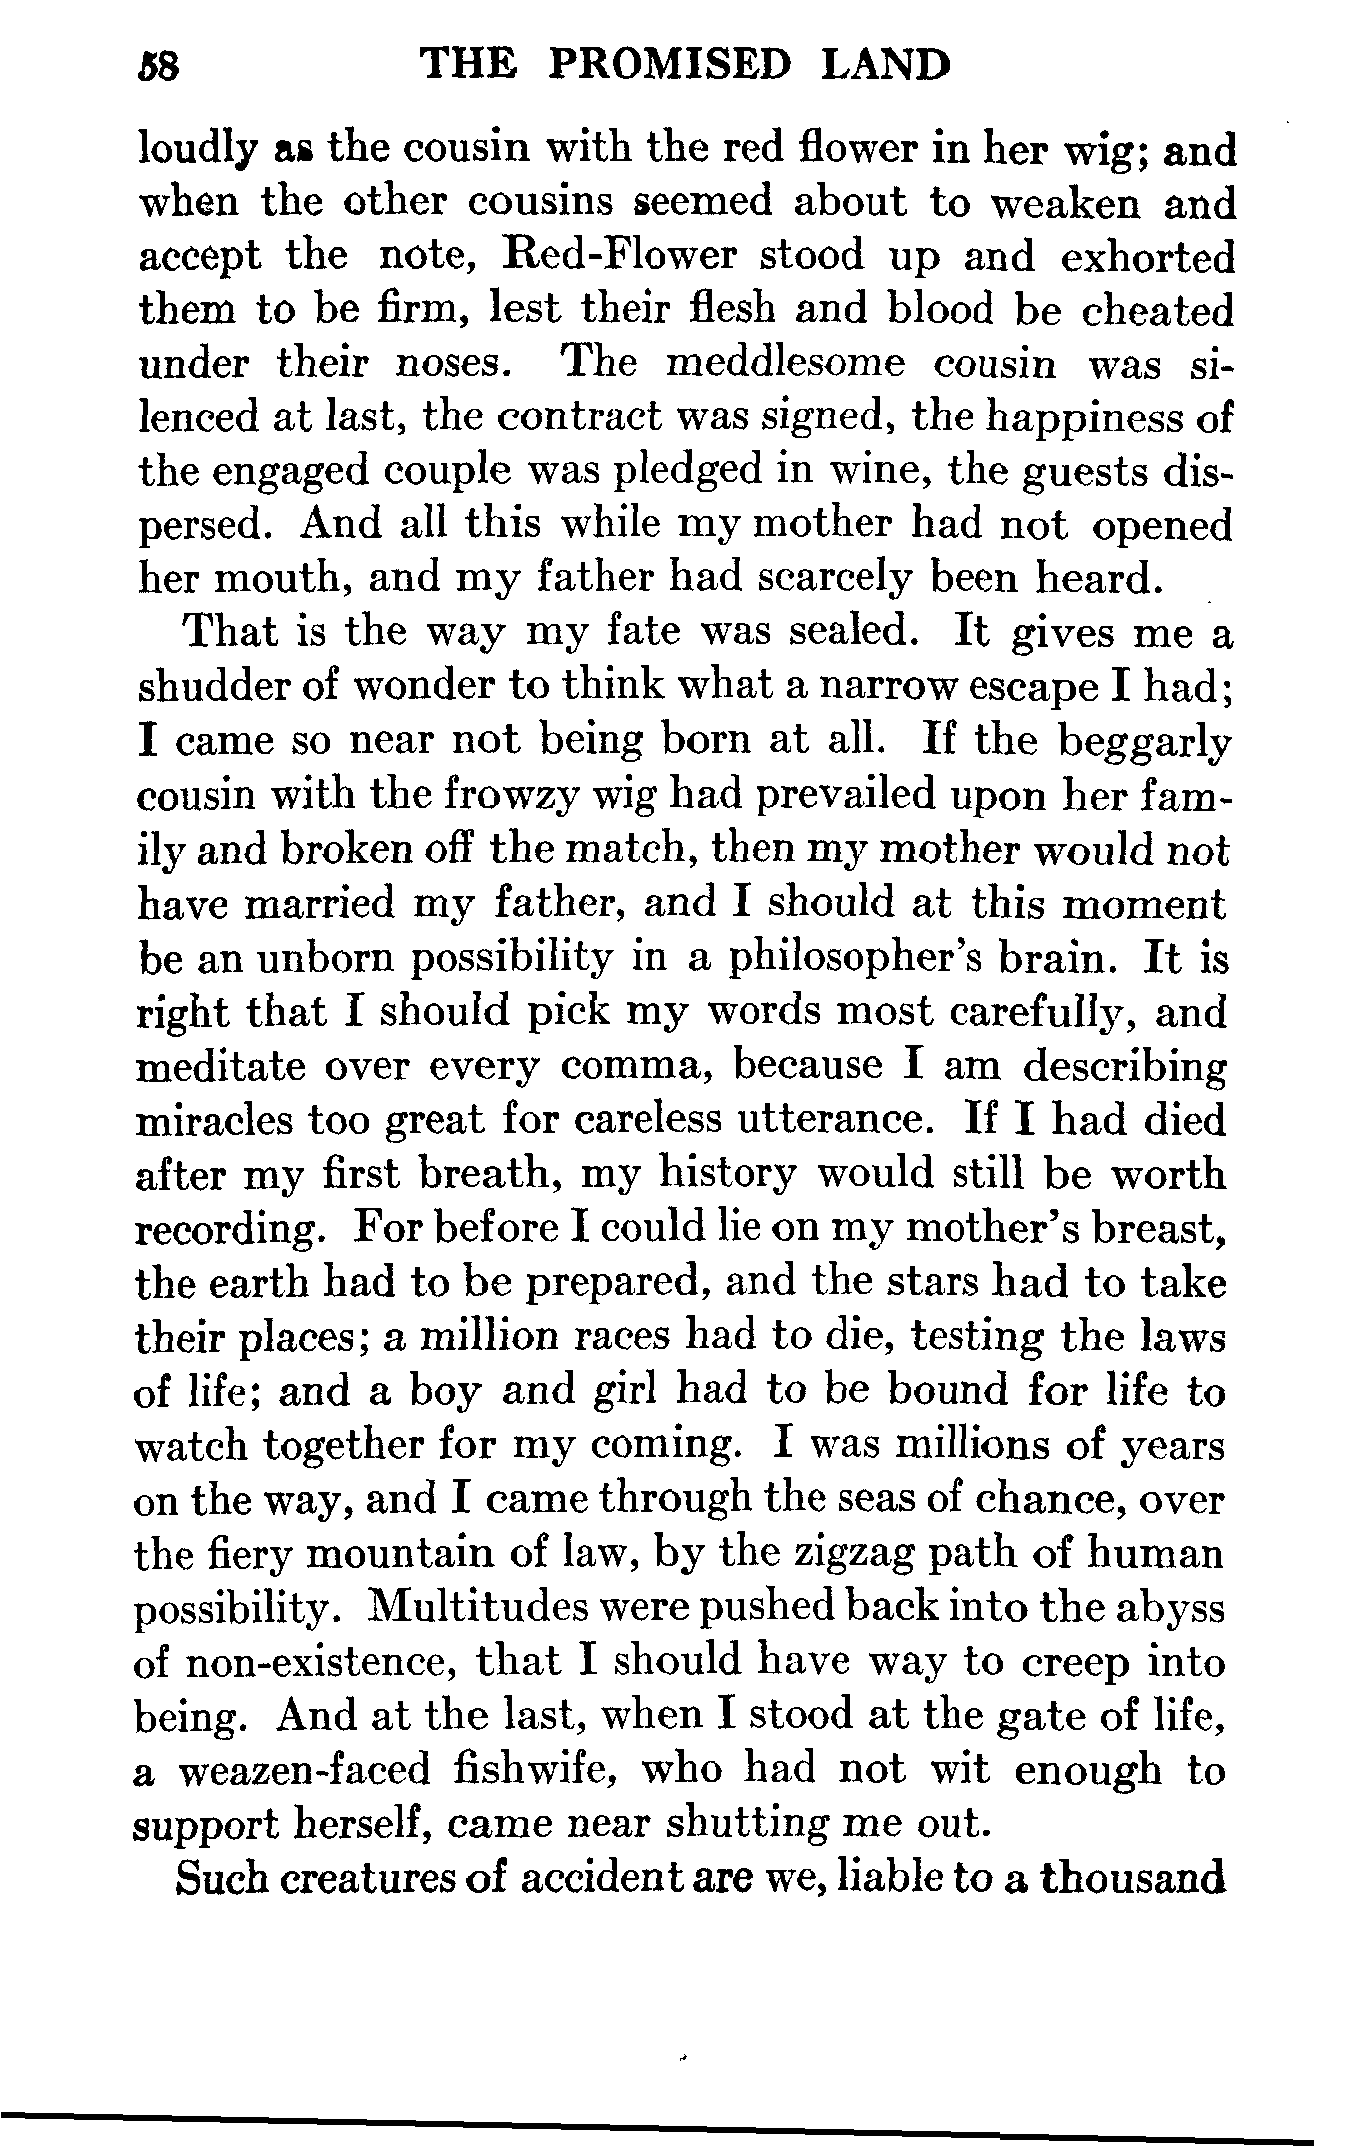 58 THE PROMISED LAND
loudly as the cousin with the red flower in her wig; and
when the other cousins seemed about to weaken and
accept the note, Red-Flower stood up and exhorted
them to be firm, lest their flesh and blood be cheated
under their noses. The meddlesome cousin was si-
lenced at last, the contract was signed, the happiness of
the engaged couple was pledged in wine, the guests dis-
persed. And all this while my mother had not opened
her mouth, and my father had scarcely been heard.
That is the way my fate was sealed. It gives me a
shudder of wonder to think what a narrow escape I had;
I came so near not being born at all. If the beggarly
cousin with the frowzy wig had prevailed upon her fam-
ily and broken off the match, then my mother would not
have married my father, and I should at this moment
be an unborn possibility in a philosopher's brain. It is
right that I should pick my words most carefully, and
meditate over every comma, because I am describing
miracles too great for careless utterance. If I had died
after my first breath, my history would still be worth
recording. For before I could lie on my mother's breast,
the earth had to be prepared, and the stars had to take
their places; a million races had to die, testing the laws
of life; and a boy and girl had to be bound for life to
watch together for my coming. I was millions of years
on the way, and I came through the seas of chance, over
the fiery mountain of law, by the zigzag path of human
possibility. Multitudes were pushed back into the abyss
of non-existence, that I should have way to creep into
being. And at the last, when I stood at the gate of life,
a weazen-faced fishwife, who had not wit enough to
support herself, came near shutting me out.
Such creatures of accident are we, liable to a thousand